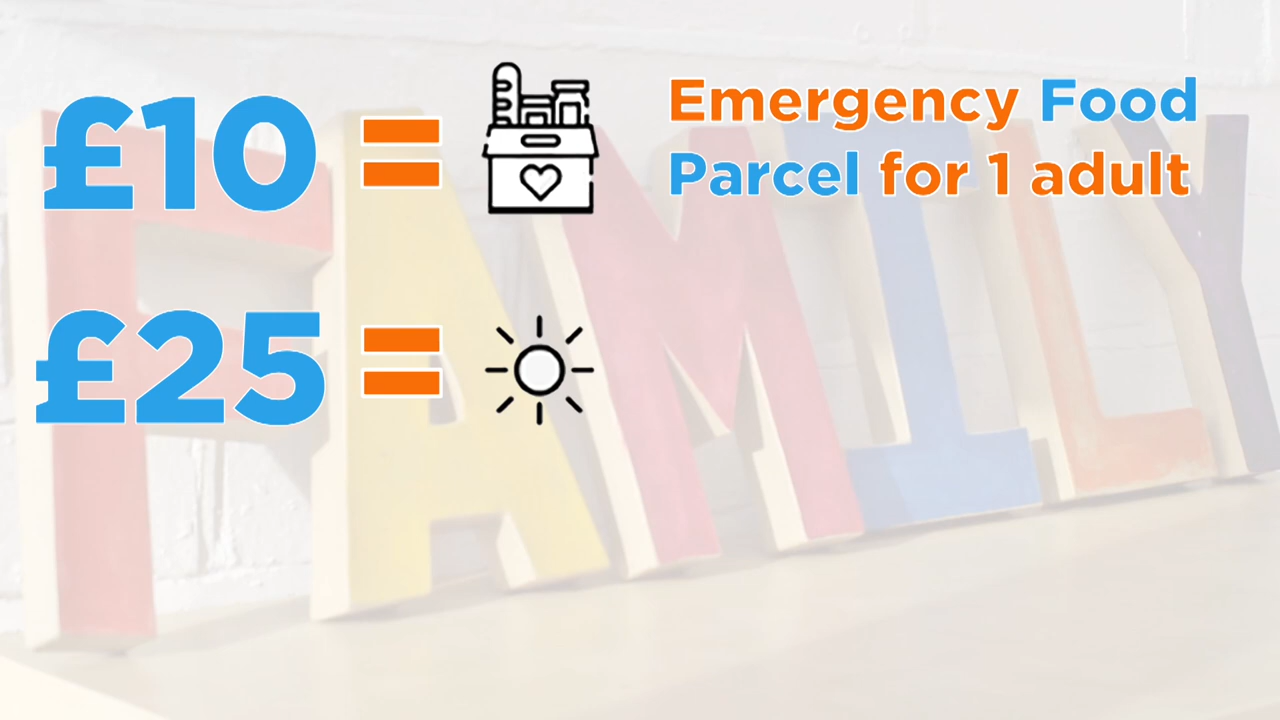 £10 = Emergency Food
Parcel for 1 adult
£25 =
FAMILY